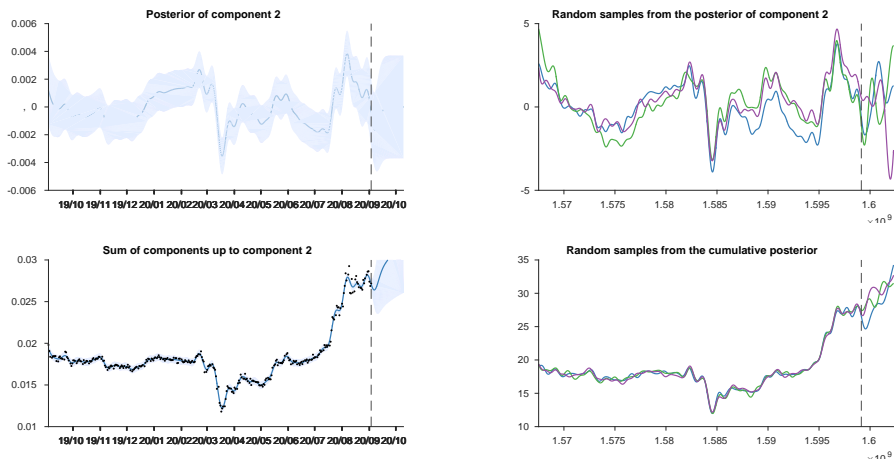 Posterior of component 2
0.006
0.004
0.002
0
-0.002
-0.004
-0.006
19/10 19/11 19/12 20/01 20/02 20/03 20/04 20/05 20/06 20/07 20/08 20/09 20/10
Random samples from the posterior of component 2
5
0
-5
1.57 1.575 1.58 1.585 1.59 1.595 1.6
×10^9
Sum of components up to component 2
0.03
0.025
0.02
0.015
0.01
19/10 19/11 19/12 20/01 20/02 20/03 20/04 20/05 20/06 20/07 20/08 20/09 20/10
Random samples from the cumulative posterior
35
30
25
20
15
10
1.57 1.575 1.58 1.585 1.59 1.595 1.6
×10^9